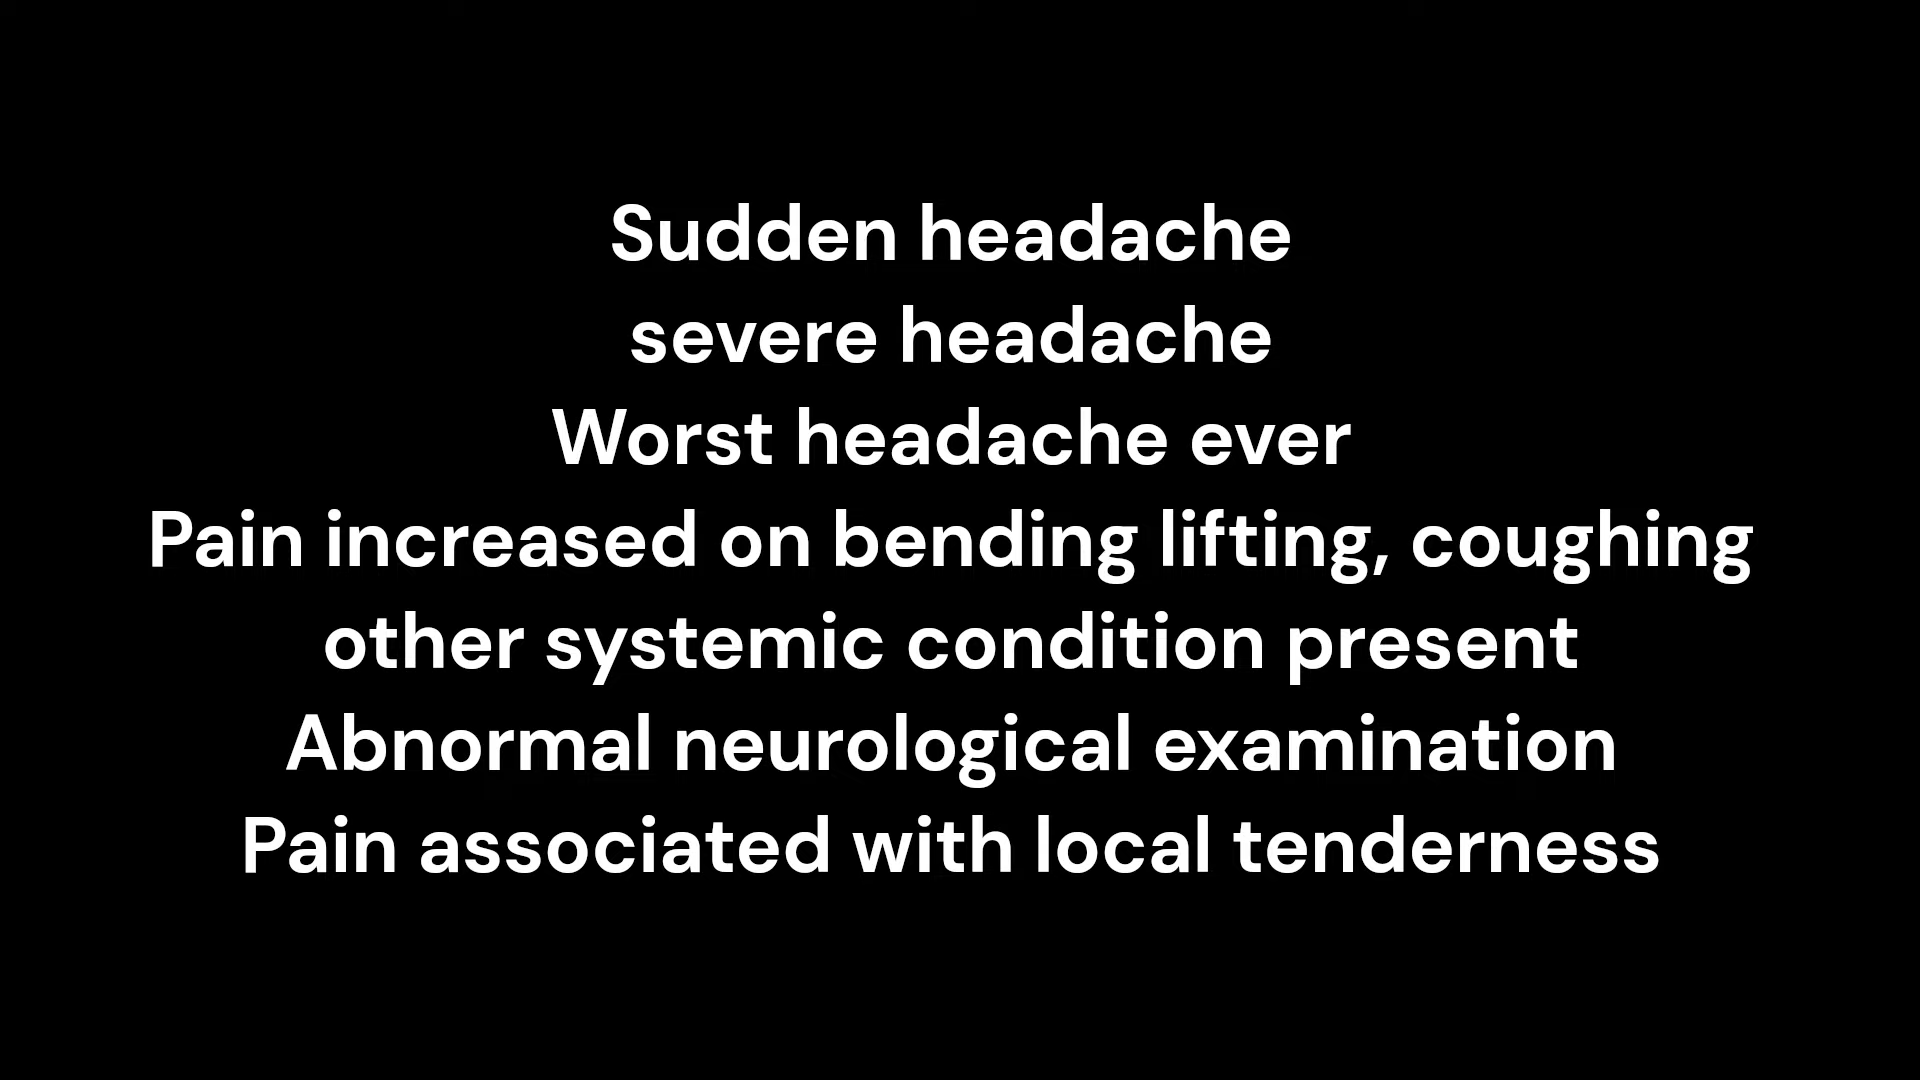 Sudden headache
severe headache
Worst headache ever
Pain increased on bending lifting, coughing
other systemic condition present
Abnormal neurological examination
Pain associated with local tenderness